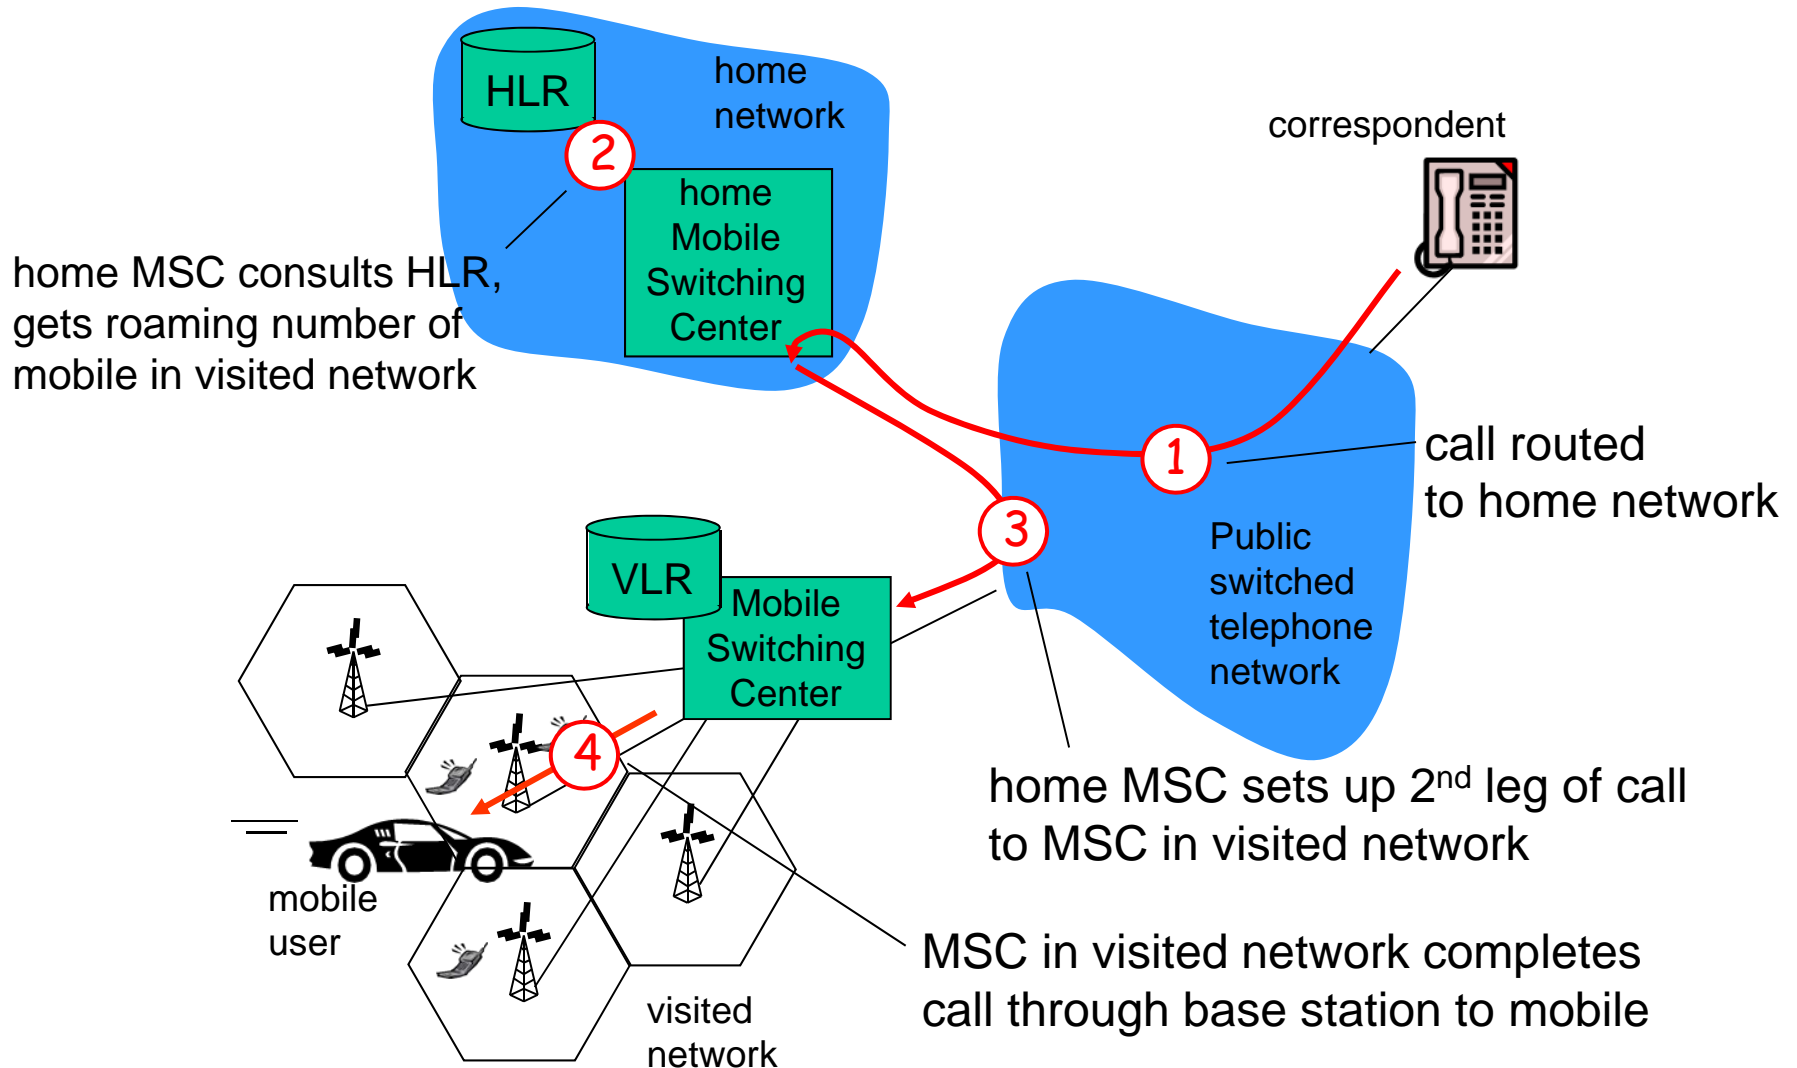 HLR
home
network
2
home
Mobile
Switching
Center
correspondent
home MSC consults HLR,
gets roaming number of
mobile in visited network
1
call routed
to home network
3
Public
switched
telephone
network
VLR
Mobile
Switching
Center
4
home MSC sets up 2nd leg of call
to MSC in visited network
mobile
user
MSC in visited network completes
call through base station to mobile
visited
network